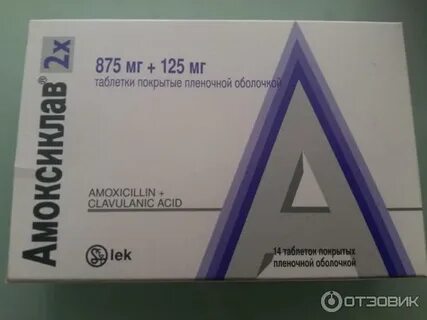 Амоксиклав® 2x
875 мг + 125 мг
таблетки покрытые пленочной оболочкой
AMOXICILLIN +
CLAVULANIC ACID
lek
14 таблеток покрытых
пленочной оболочкой
ОТЗОВИК